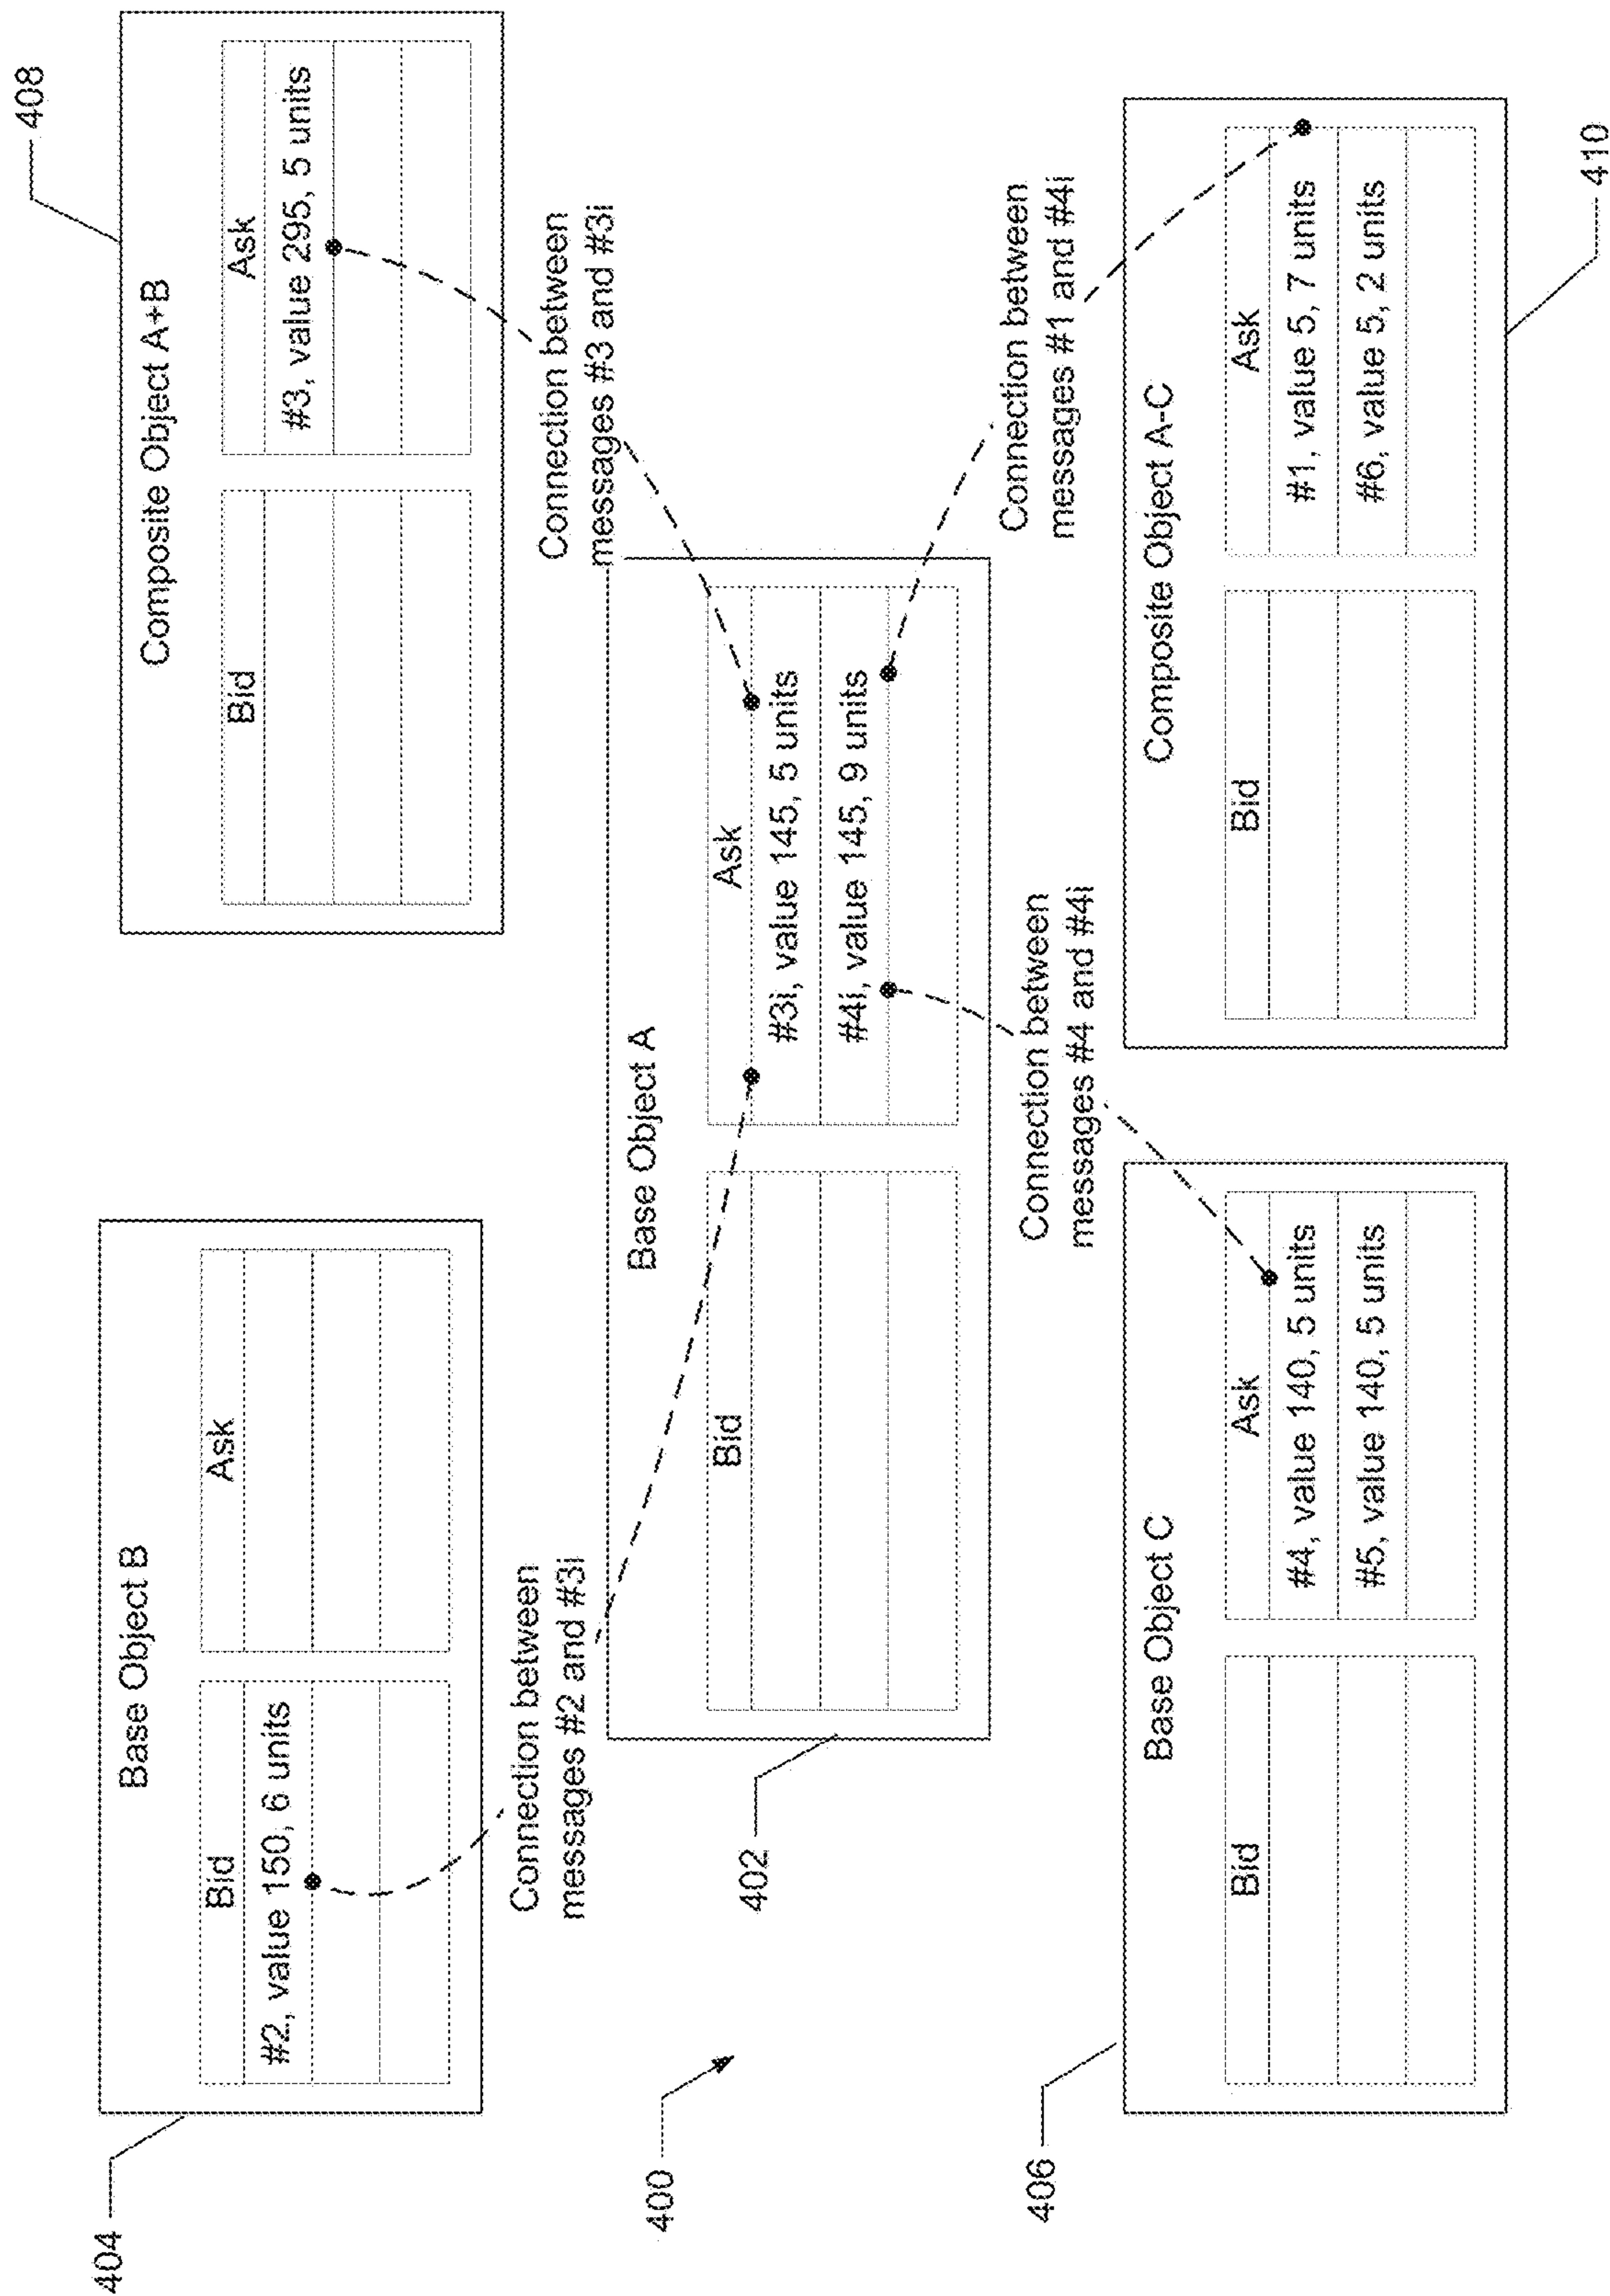 404
Base Object B
Bid
Ask
#2, value 150, 6 units
408
Composite Object A+B
Bid
Ask
#3, value 295, 5 units
Connection between
messages #2 and #3i
Connection between
messages #3 and #3i
400
402
Base Object A
Bid
Ask
#3i, value 145, 5 units
#4i, value 145, 9 units
Connection between
messages #4 and #4i
Connection between
messages #1 and #4i
406
Base Object C
Bid
Ask
#4, value 140, 5 units
#5, value 140, 5 units
Composite Object A-C
Bid
Ask
#1, value 5, 7 units
#6, value 5, 2 units
410